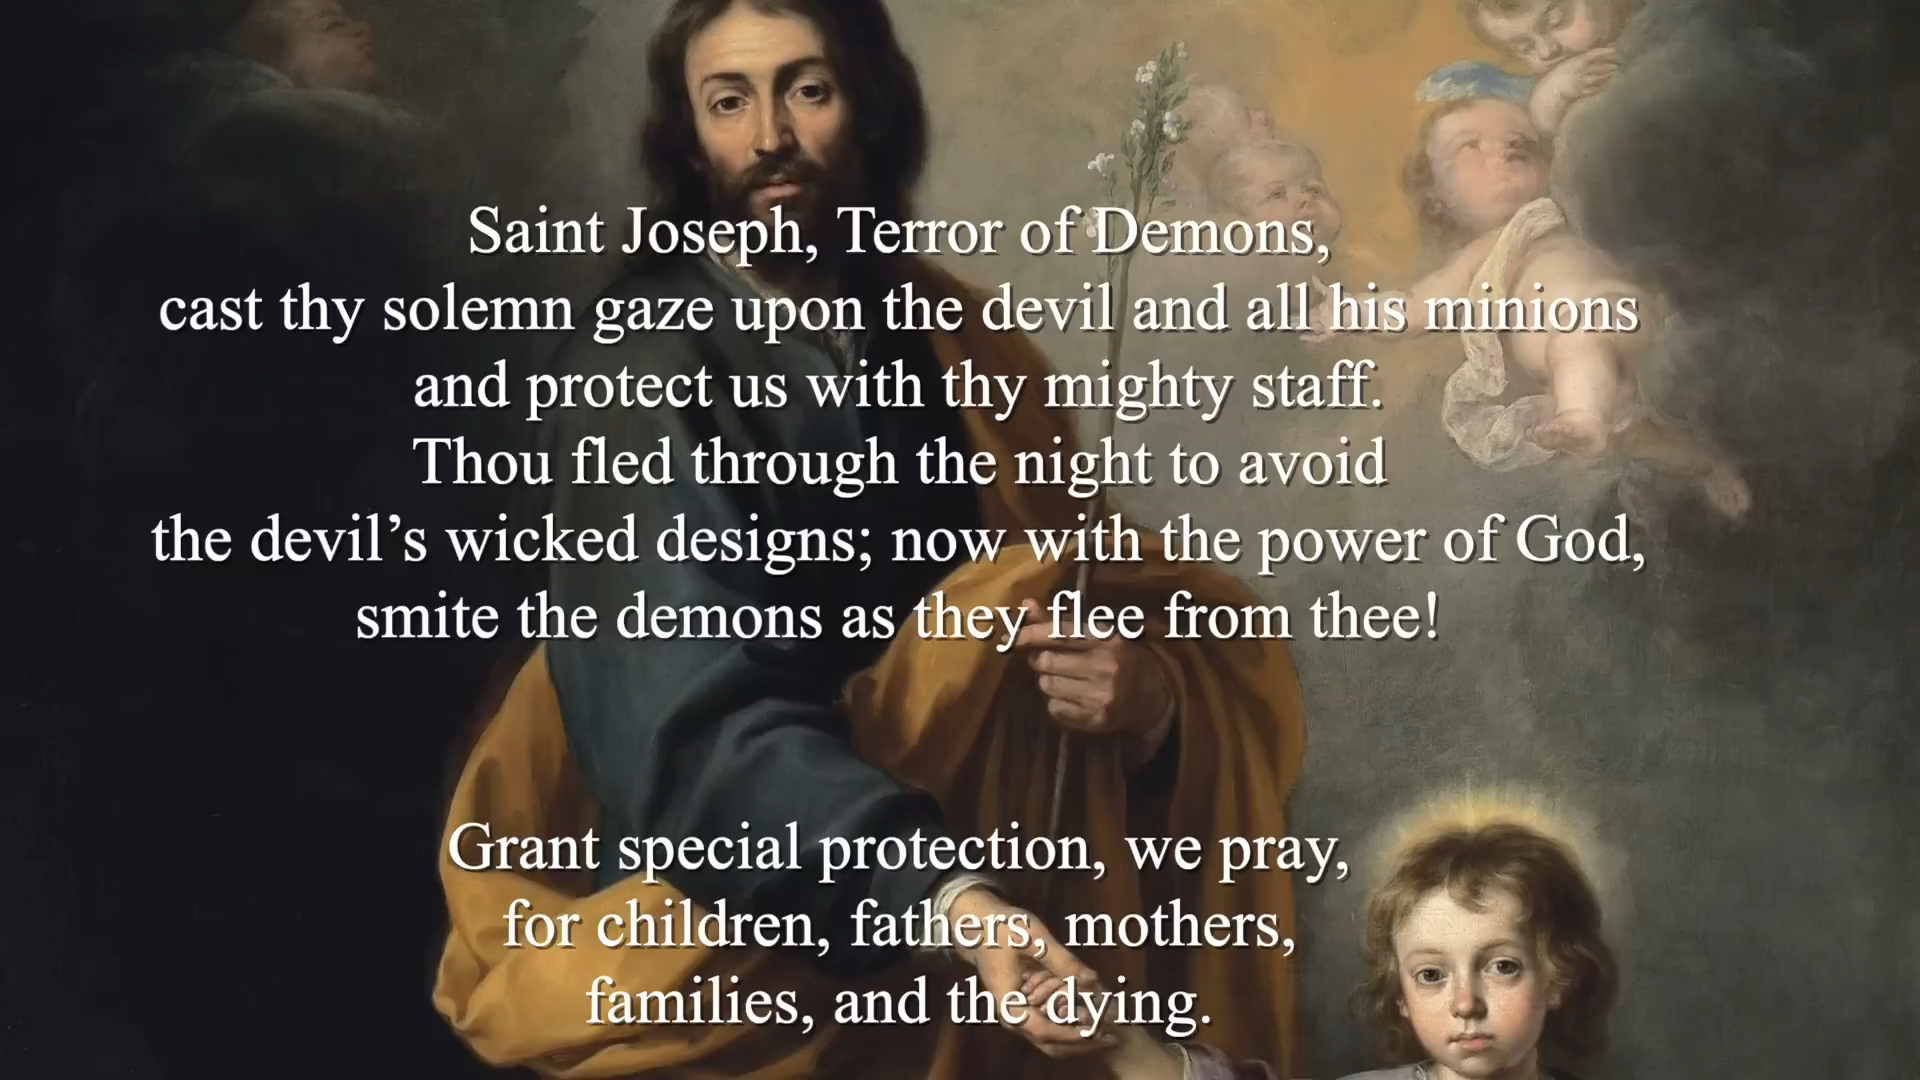 Saint Joseph, Terror of Demons,
cast thy solemn gaze upon the devil and all his minions
and protect us with thy mighty staff.
Thou fled through the night to avoid
the devil’s wicked designs; now with the power of God,
smite the demons as they flee from thee!
Grant special protection, we pray,
for children, fathers, mothers,
families, and the dying.